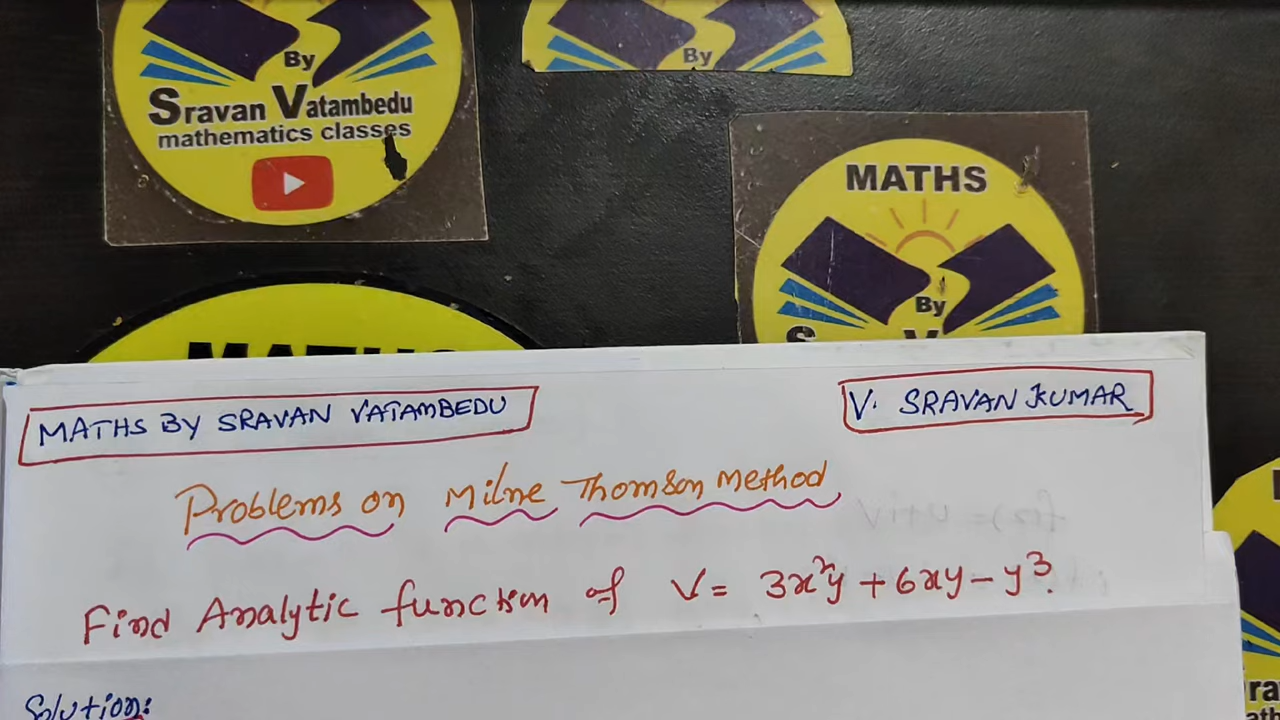 By
Sravan Vatambedu
mathematics classes
By
MATHS
By
MATHS BY SRAVAN VATAMBEDU
V. SRAVAN KUMAR
Problems on Milne Thomson Method
f(z) = u+iv
Find Analytic function of V = 3x²y + 6xy - y³.
Solution: